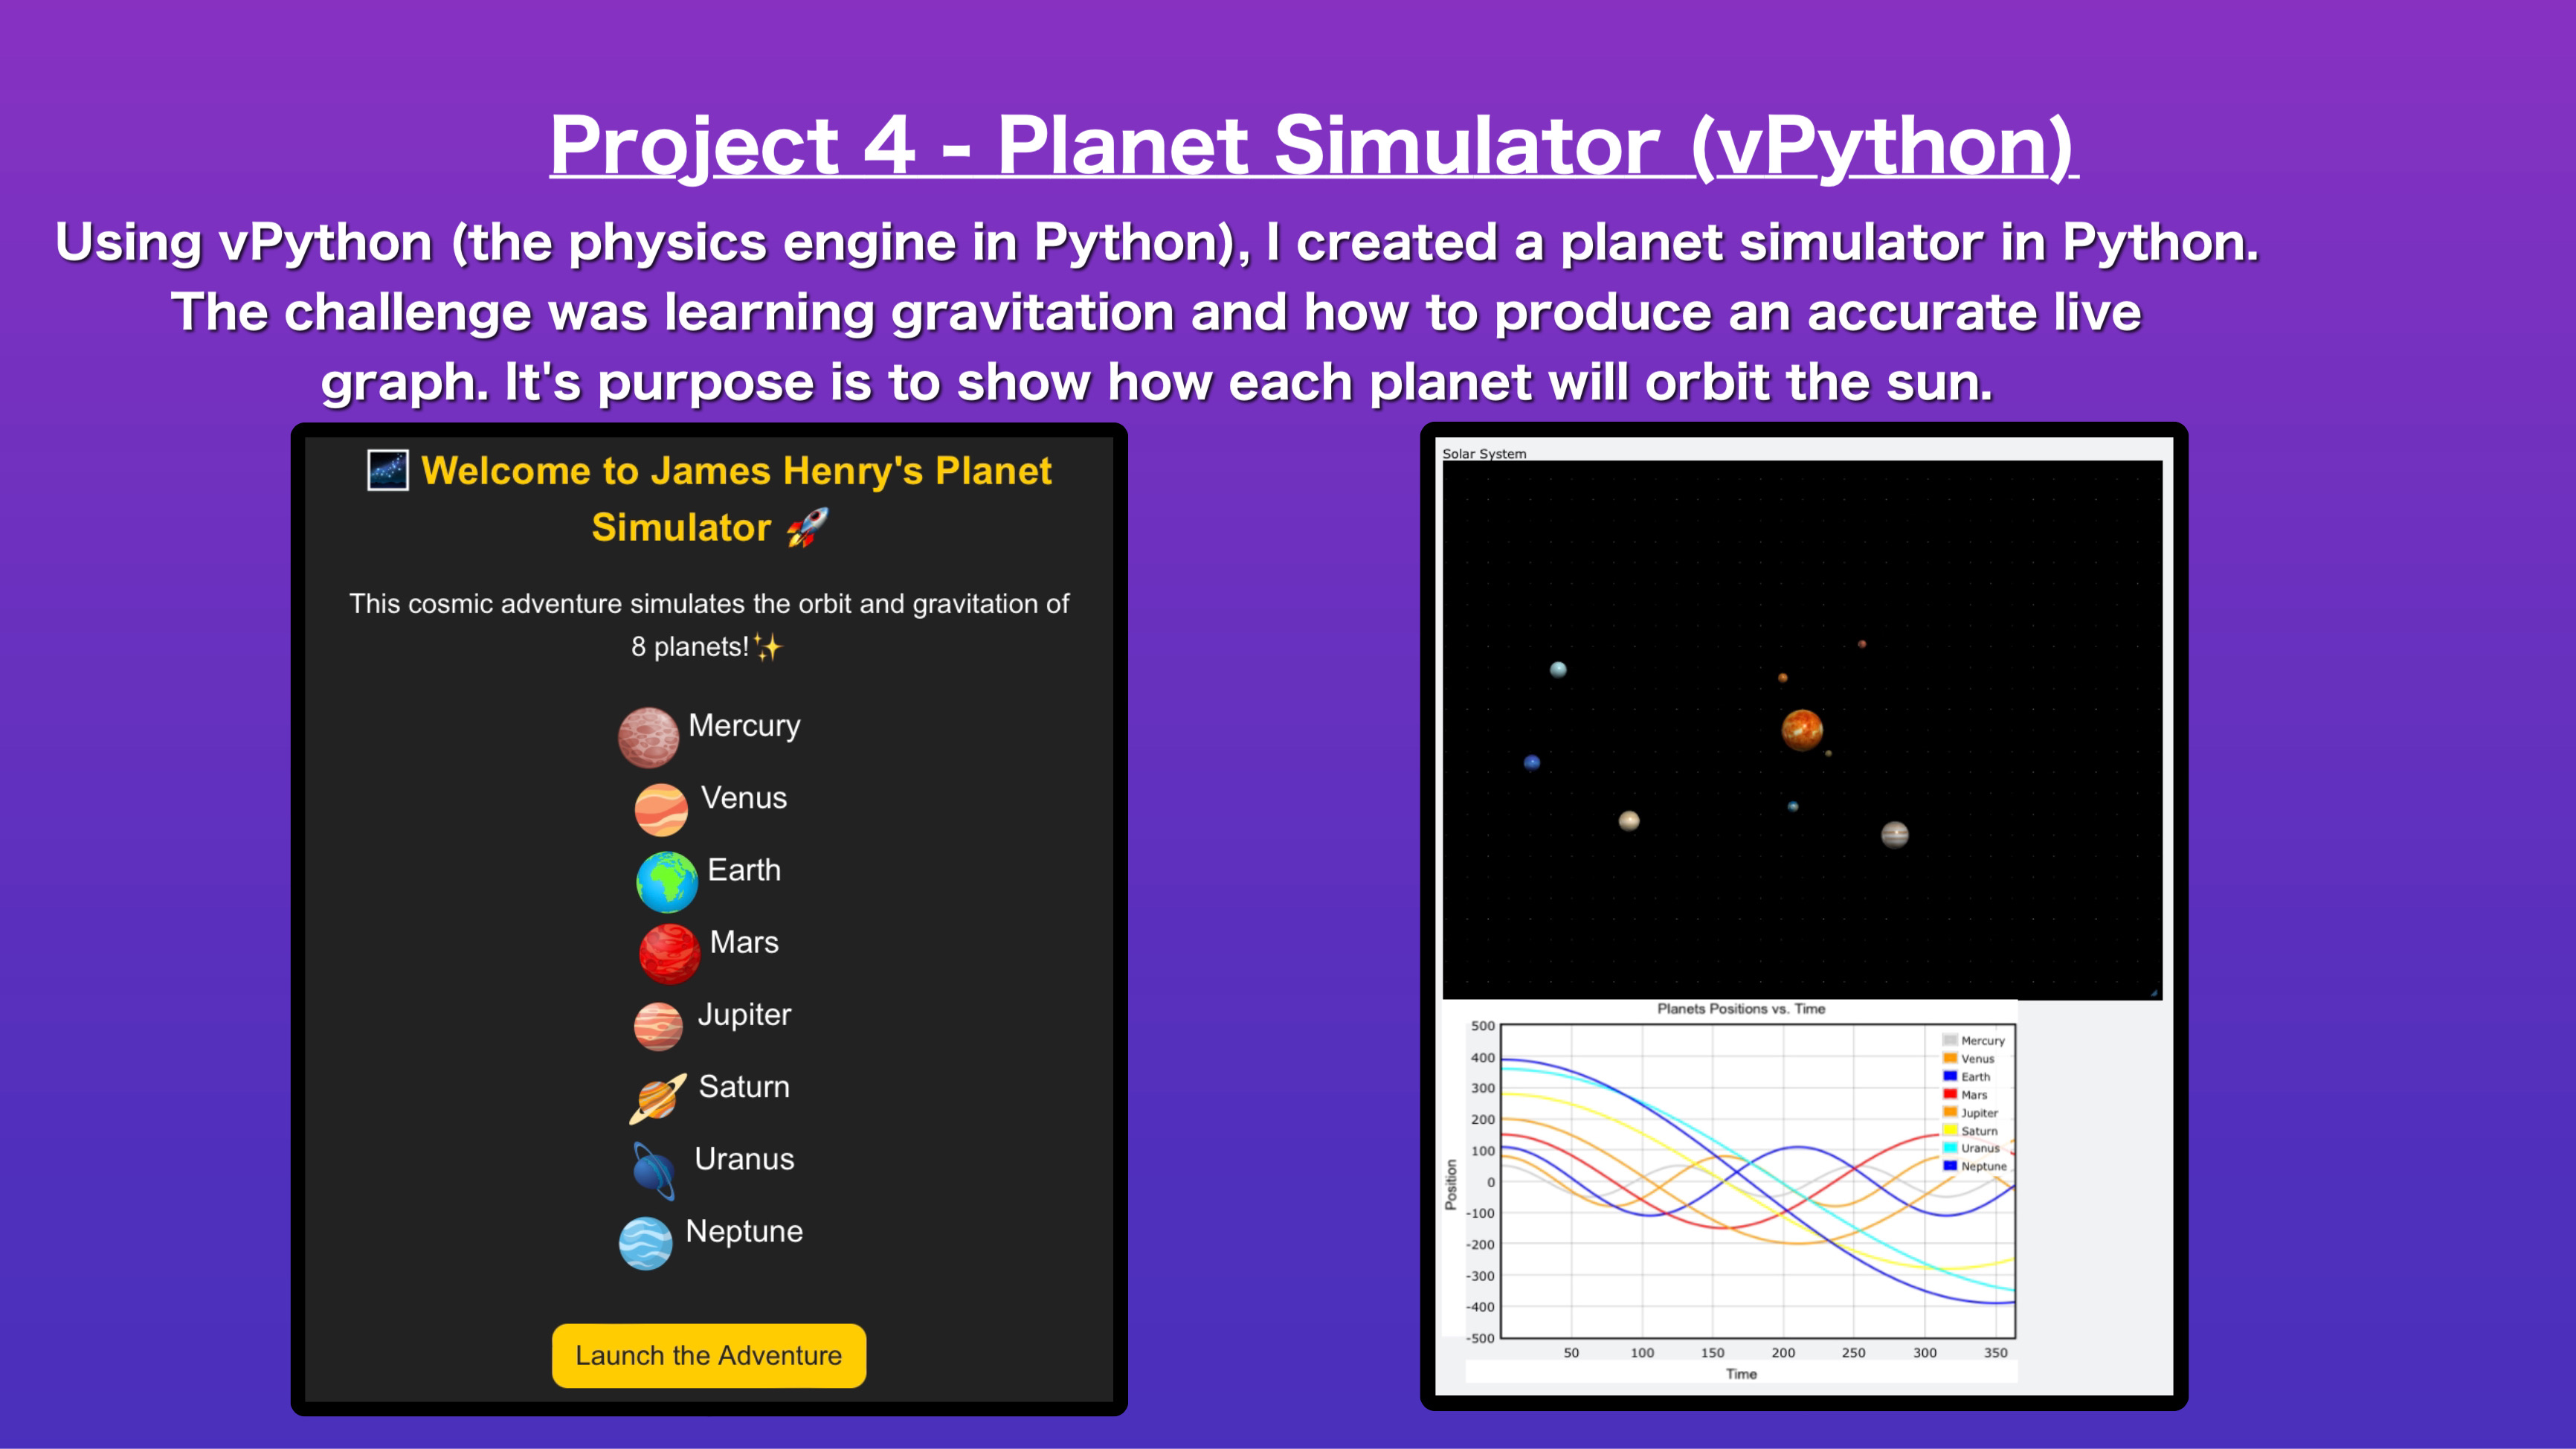 Project 4 - Planet Simulator (vPython)
Using vPython (the physics engine in Python), I created a planet simulator in Python.
The challenge was learning gravitation and how to produce an accurate live
graph. It's purpose is to show how each planet will orbit the sun.
Welcome to James Henry's Planet
Simulator
This cosmic adventure simulates the orbit and gravitation of
8 planets!
Mercury
Venus
Earth
Mars
Jupiter
Saturn
Uranus
Neptune
Launch the Adventure
Solar System
Planets Positions vs. Time
500
400
300
200
100
0
-100
-200
-300
-400
-500
Position
Mercury
Venus
Earth
Mars
Jupiter
Saturn
Uranus
Neptune
50 100 150 200 250 300 350
Time